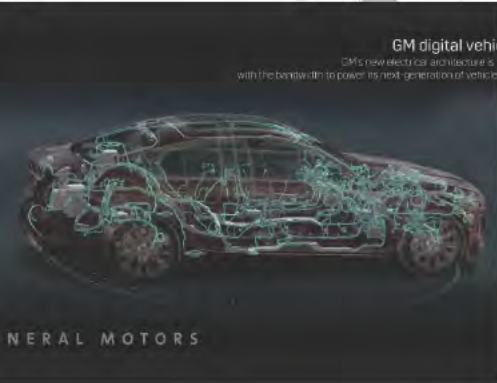 GM digital vehi
GM's new electrical architecture is
with the bandwidth to power its next-generation of vehicle
NERAL MOTORS